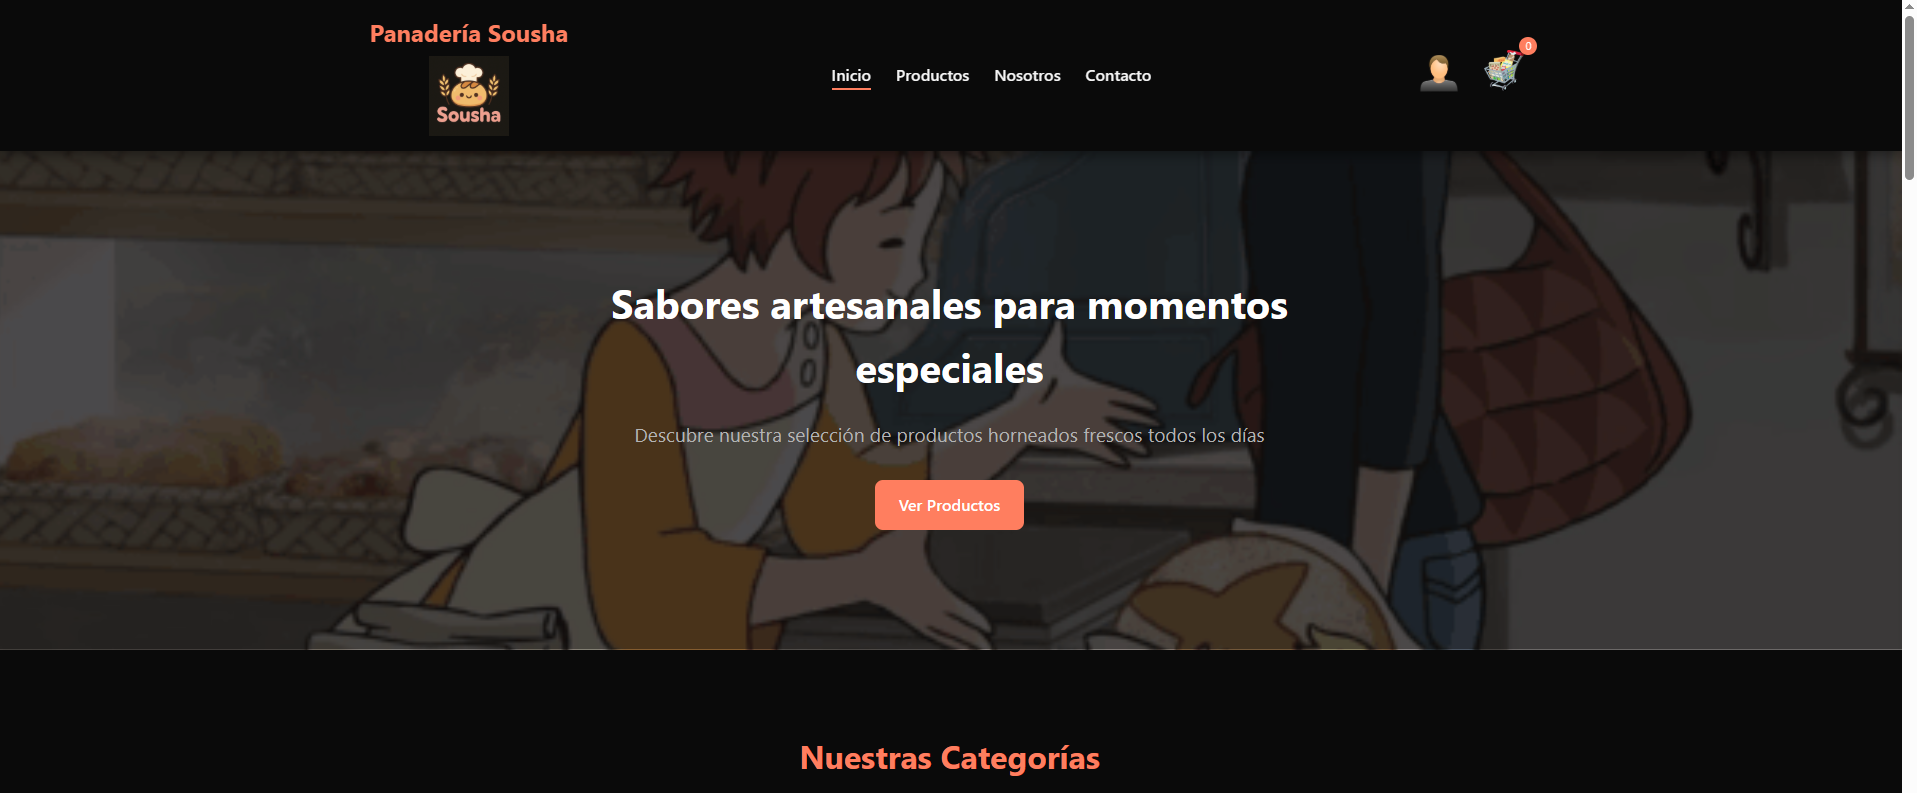 Panadería Sousha
Sousha
Inicio
Productos
Nosotros
Contacto
0
Sabores artesanales para momentos
especiales
Descubre nuestra selección de productos horneados frescos todos los días
Ver Productos
Nuestras Categorías